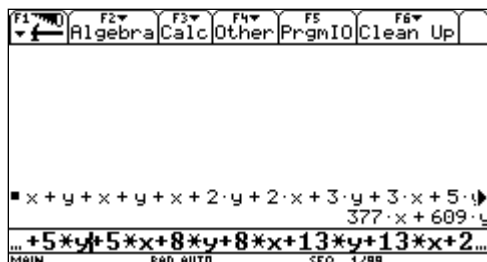 F1 F2 Algebra F3 Calc F4 Other F5 PrgmIO F6 Clean Up
x + y + x + y + x + 2·y + 2·x + 3·y + 3·x + 5·y
377·x + 609·y
… +5*y+5*x+8*y+8*x+13*y+13*x+2…
MAIN RAD AUTO SEQ 1/99